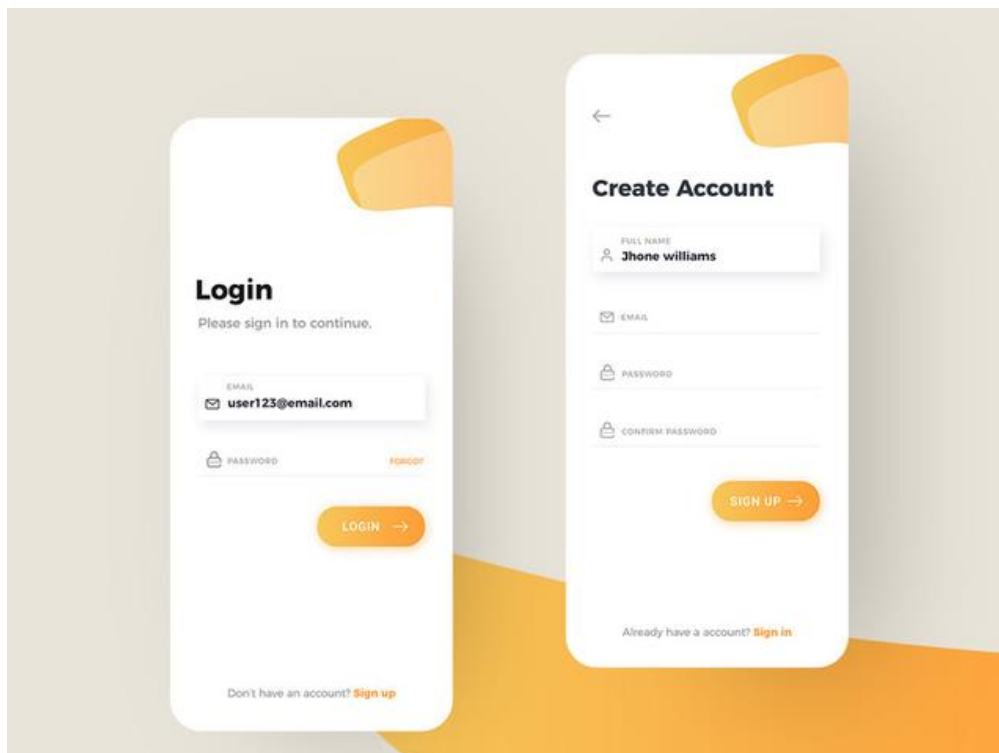 Login
Please sign in to continue.
EMAIL
user123@email.com
PASSWORD
FORGOT
LOGIN
Don't have an account? Sign up
Create Account
FULL NAME
Jhone williams
EMAIL
PASSWORD
CONFIRM PASSWORD
SIGN UP
Already have a account? Sign in